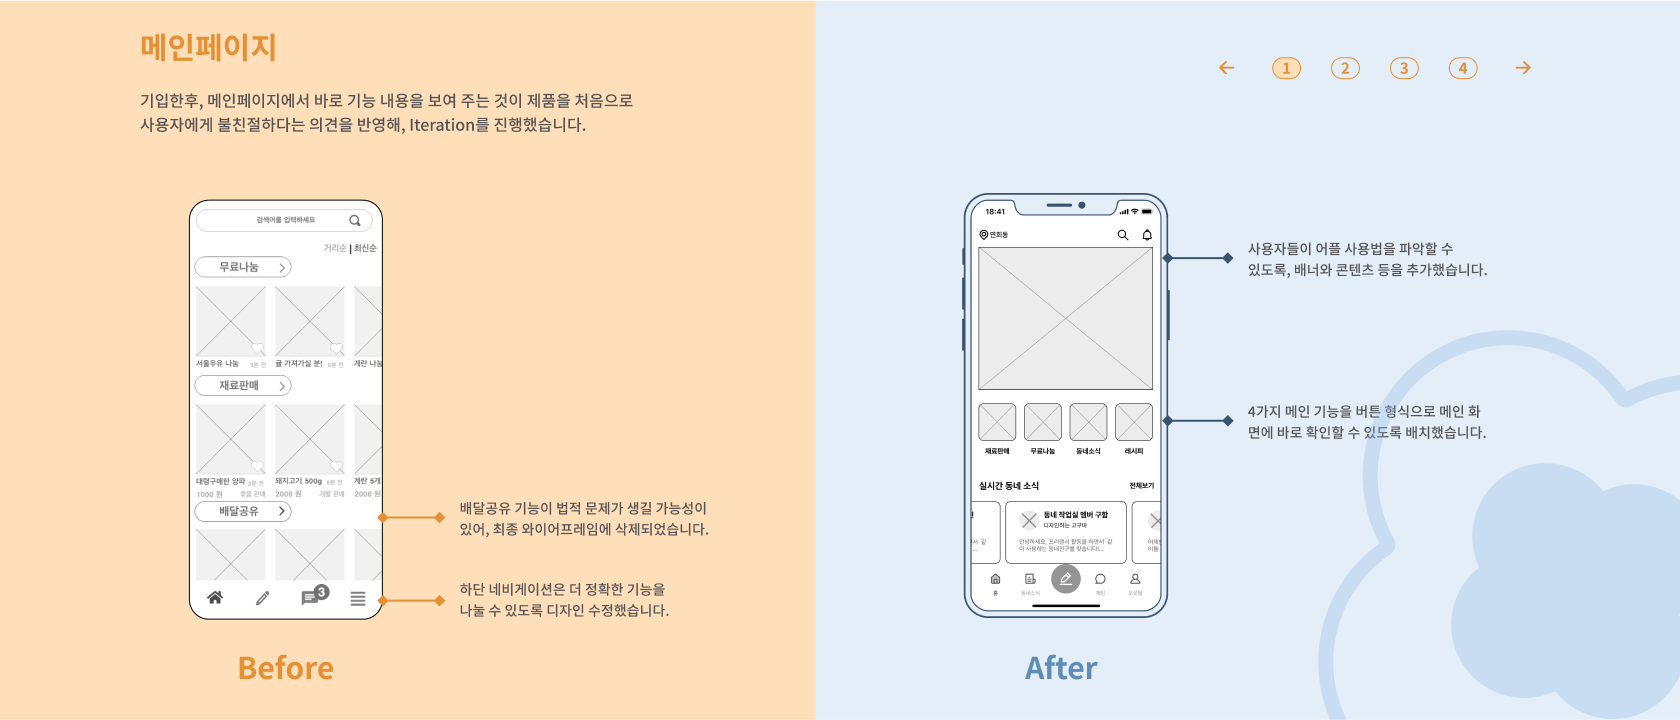 메인페이지
기입한후, 메인페이지에서 바로 기능 내용을 보여 주는 것이 제품을 처음으로
사용자에게 불친절하다는 의견을 반영해, Iteration를 진행했습니다.
검색어를 입력하세요
거리순 | 최신순
무료나눔
서울우유 나눔 3분 전
귤 가져가실 분! 5분 전
계란 나눔
재료판매
대량구매한 양파
1000 원 묶음 판매
돼지고기 500g 6분 전
2000 원 개별 판매
계란 5개
2000 원
배달공유
3
배달공유 기능이 법적 문제가 생길 가능성이
있어, 최종 와이어프레임에 삭제되었습니다.
하단 네비게이션은 더 정확한 기능을
나눌 수 있도록 디자인 수정했습니다.
Before
1 2 3 4
18:41
연희동
재료판매 무료나눔 동네소식 레시피
실시간 동네 소식 전체보기
동네 작업실 멤버 구함
디자인하는 고구마
안녕하세요, 프리랜서 활동을 하면서 같
이 사용하는 동네친구를 찾습니다!...
홈 동네소식 채팅 프로필
사용자들이 어플 사용법을 파악할 수
있도록, 배너와 콘텐츠 등을 추가했습니다.
4가지 메인 기능을 버튼 형식으로 메인 화
면에 바로 확인할 수 있도록 배치했습니다.
After